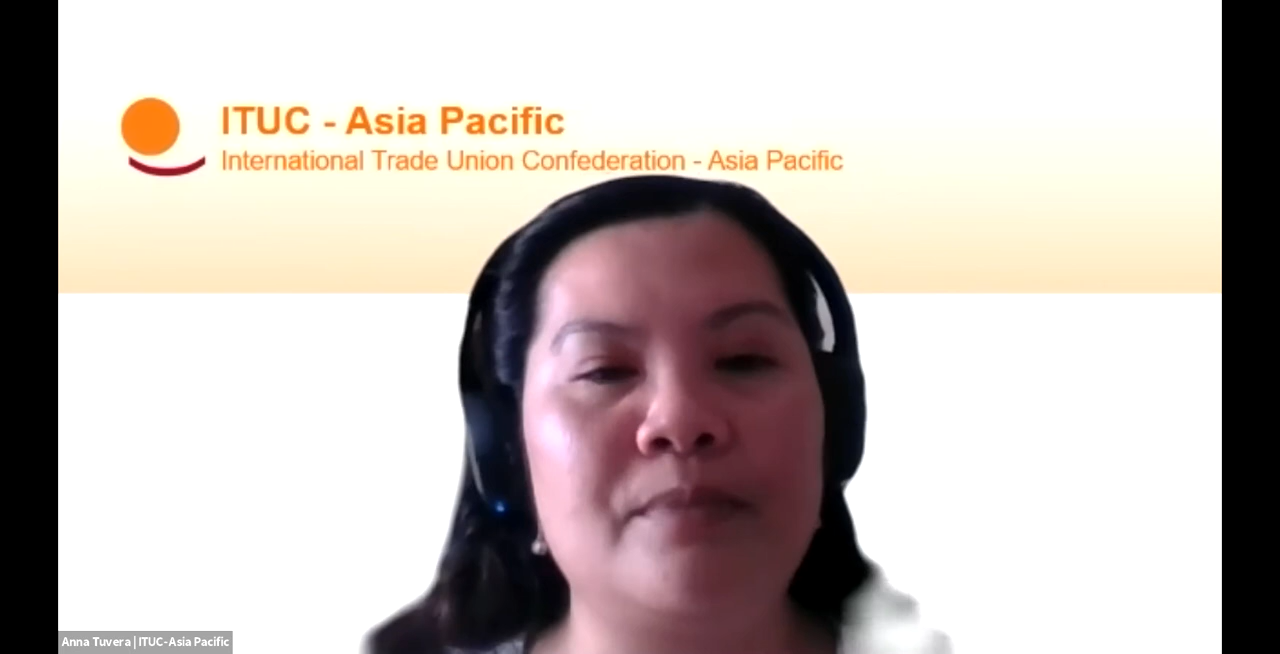 ITUC - Asia Pacific
International Trade Union Confederation - Asia Pacific
Anna Tuvera | ITUC-Asia Pacific